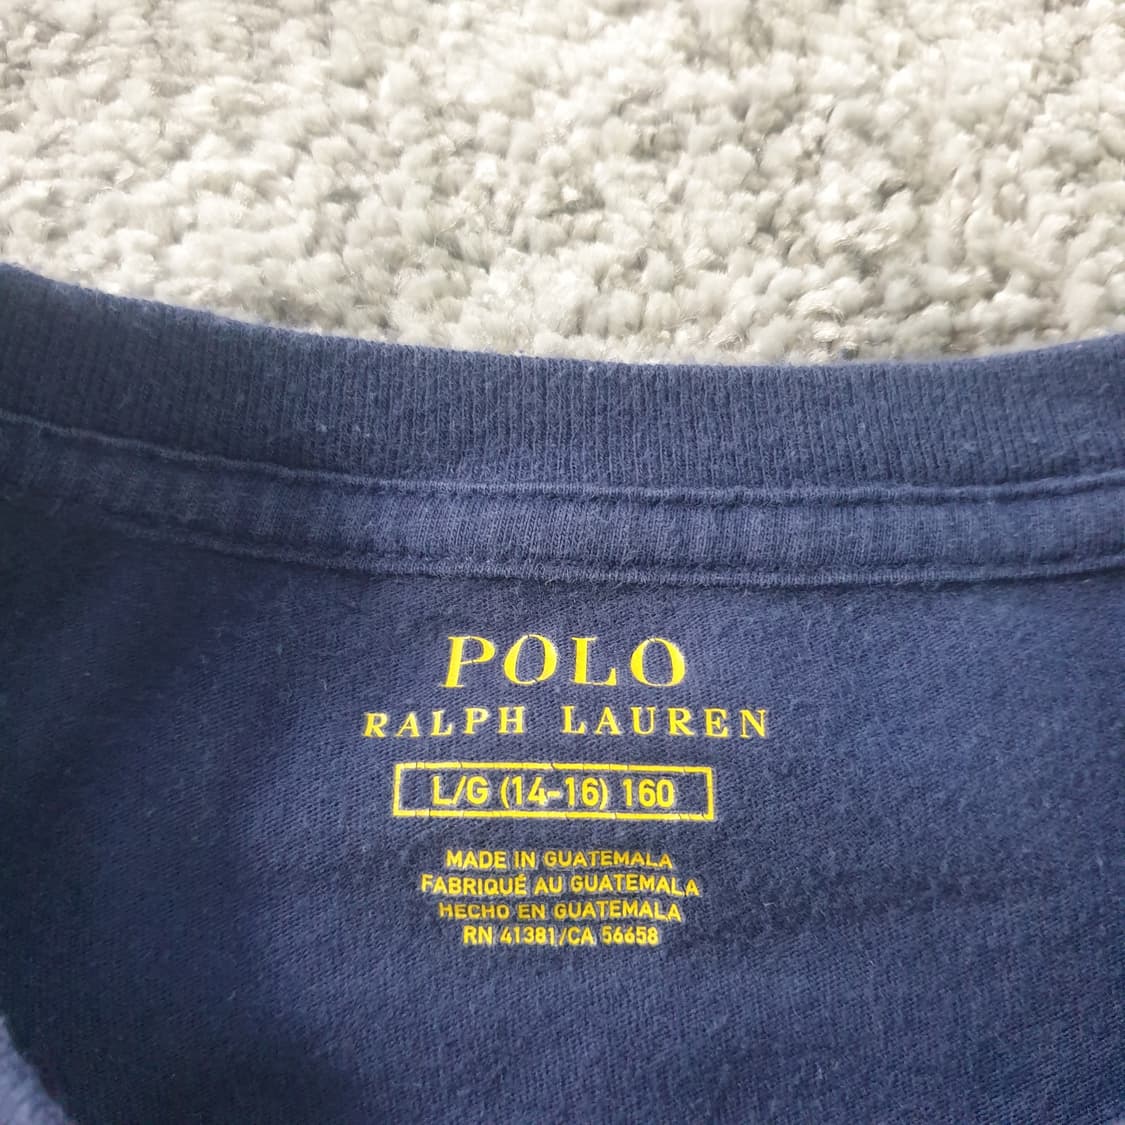 POLO
RALPH LAUREN
L/G (14-16) 160
MADE IN GUATEMALA
FABRIQUÉ AU GUATEMALA
HECHO EN GUATEMALA
RN 41381/CA 56658